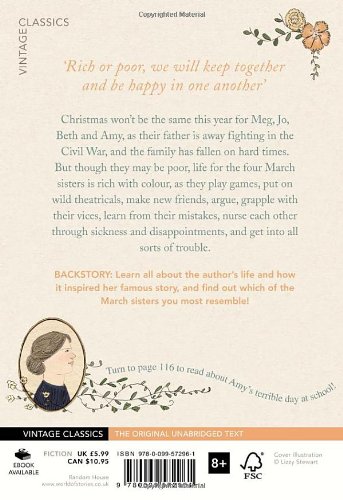 Copyrighted Material
VINTAGE CLASSICS
‘Rich or poor, we will keep together
and be happy in one another’
Christmas won’t be the same this year for Meg, Jo,
Beth and Amy, as their father is away fighting in the
Civil War, and the family has fallen on hard times.
But though they may be poor, life for the four March
sisters is rich with colour, as they play games, put on
wild theatricals, make new friends, argue, grapple with
their vices, learn from their mistakes, nurse each other
through sickness and disappointments, and get into all
sorts of trouble.
BACKSTORY: Learn all about the author’s life and how
it inspired her famous story, and find out which of the
March sisters you most resemble!
Turn to page 116 to read about Amy’s terrible day at school!
VINTAGE CLASSICS THE ORIGINAL UNABRIDGED TEXT
EBOOK
AVAILABLE
FICTION UK £5.99
CAN $10.95
Random House
www.worldofstories.co.uk
ISBN 978-0-099-57296-1
8+
FSC
Cover illustration
© Lizzy Stewart
Copyrighted Material